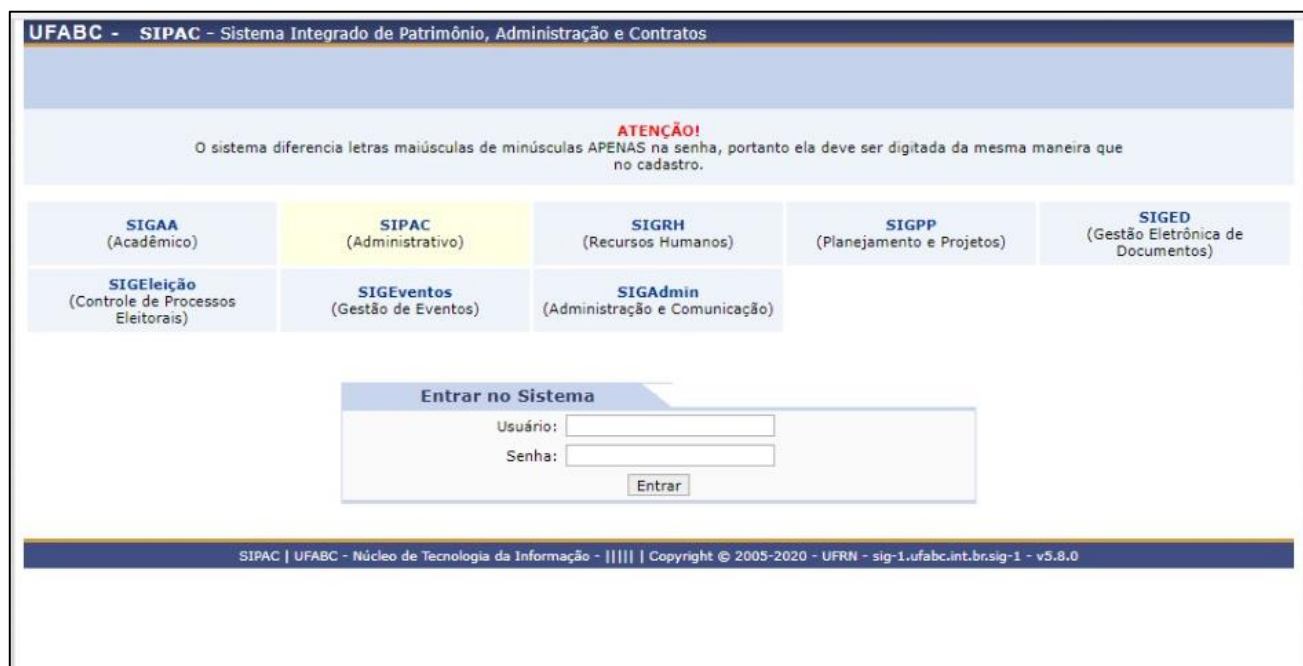 UFABC - SIPAC - Sistema Integrado de Patrimônio, Administração e Contratos
ATENÇÃO!
O sistema diferencia letras maiúsculas de minúsculas APENAS na senha, portanto ela deve ser digitada da mesma maneira que
no cadastro.
SIGAA
(Acadêmico)
SIPAC
(Administrativo)
SIGRH
(Recursos Humanos)
SIGPP
(Planejamento e Projetos)
SIGED
(Gestão Eletrônica de
Documentos)
SIGEleição
(Controle de Processos
Eleitorais)
SIGEventos
(Gestão de Eventos)
SIGAdmin
(Administração e Comunicação)
Entrar no Sistema
Usuário:
Senha:
Entrar
SIPAC | UFABC - Núcleo de Tecnologia da Informação - ||||| | Copyright © 2005-2020 - UFRN - sig-1.ufabc.int.br.sig-1 - v5.8.0